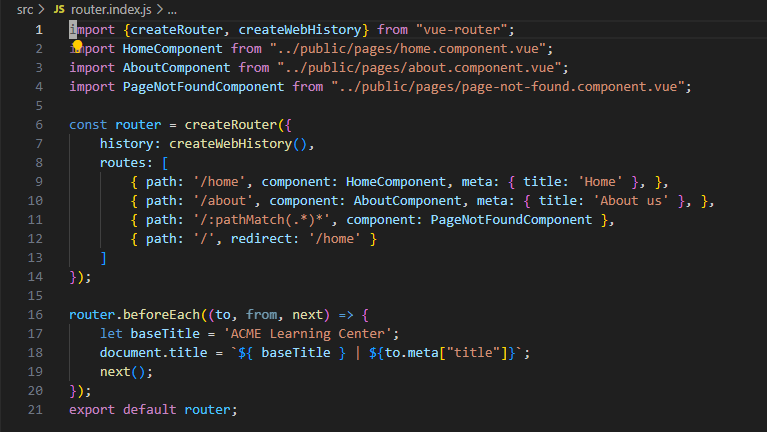 src > JS router.index.js > ...
1 import {createRouter, createWebHistory} from "vue-router";
2 import HomeComponent from "../public/pages/home.component.vue";
3 import AboutComponent from "../public/pages/about.component.vue";
4 import PageNotFoundComponent from "../public/pages/page-not-found.component.vue";
5
6 const router = createRouter({
7     history: createWebHistory(),
8     routes: [
9         { path: '/home', component: HomeComponent, meta: { title: 'Home' }, },
10         { path: '/about', component: AboutComponent, meta: { title: 'About us' }, },
11         { path: '/:pathMatch(.*)*', component: PageNotFoundComponent },
12         { path: '/', redirect: '/home' }
13     ]
14 });
15
16 router.beforeEach((to, from, next) => {
17     let baseTitle = 'ACME Learning Center';
18     document.title = `${ baseTitle } | ${to.meta["title"]}`;
19     next();
20 });
21 export default router;